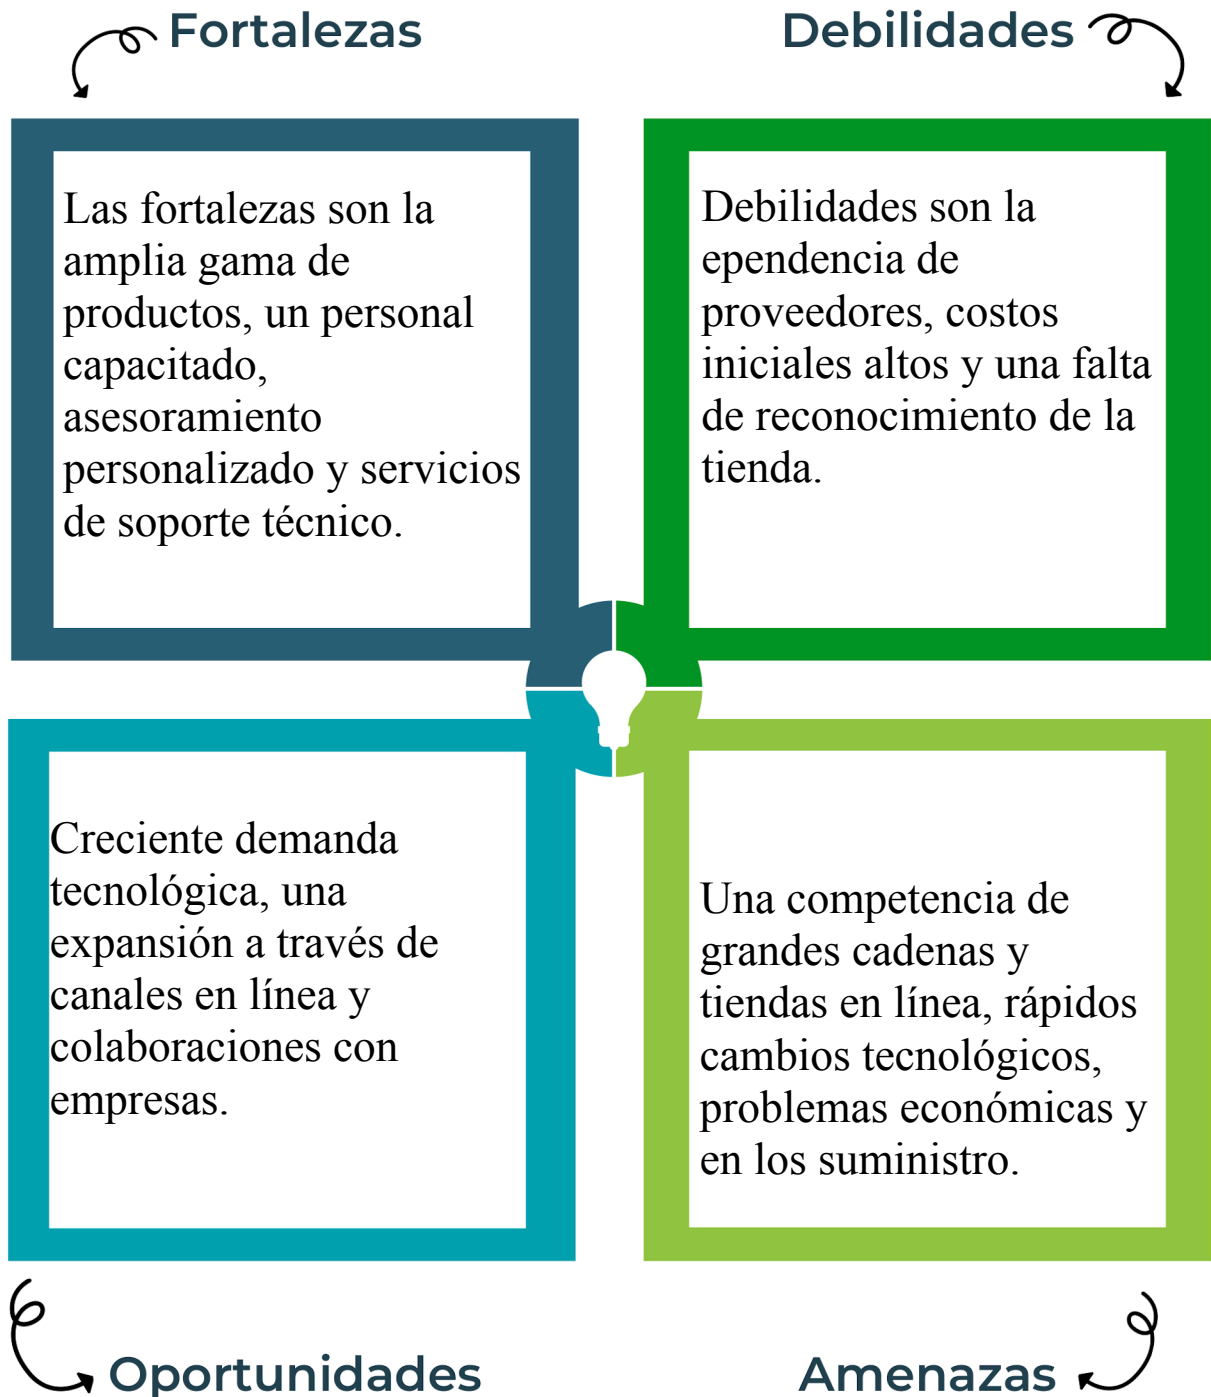 Fortalezas
Las fortalezas son la
amplia gama de
productos, un personal
capacitado,
asesoramiento
personalizado y servicios
de soporte técnico.
Debilidades
Debilidades son la
ependencia de
proveedores, costos
iniciales altos y una falta
de reconocimiento de la
tienda.
Creciente demanda
tecnológica, una
expansión a través de
canales en línea y
colaboraciones con
empresas.
Oportunidades
Una competencia de
grandes cadenas y
tiendas en línea, rápidos
cambios tecnológicos,
problemas económicas y
en los suministro.
Amenazas